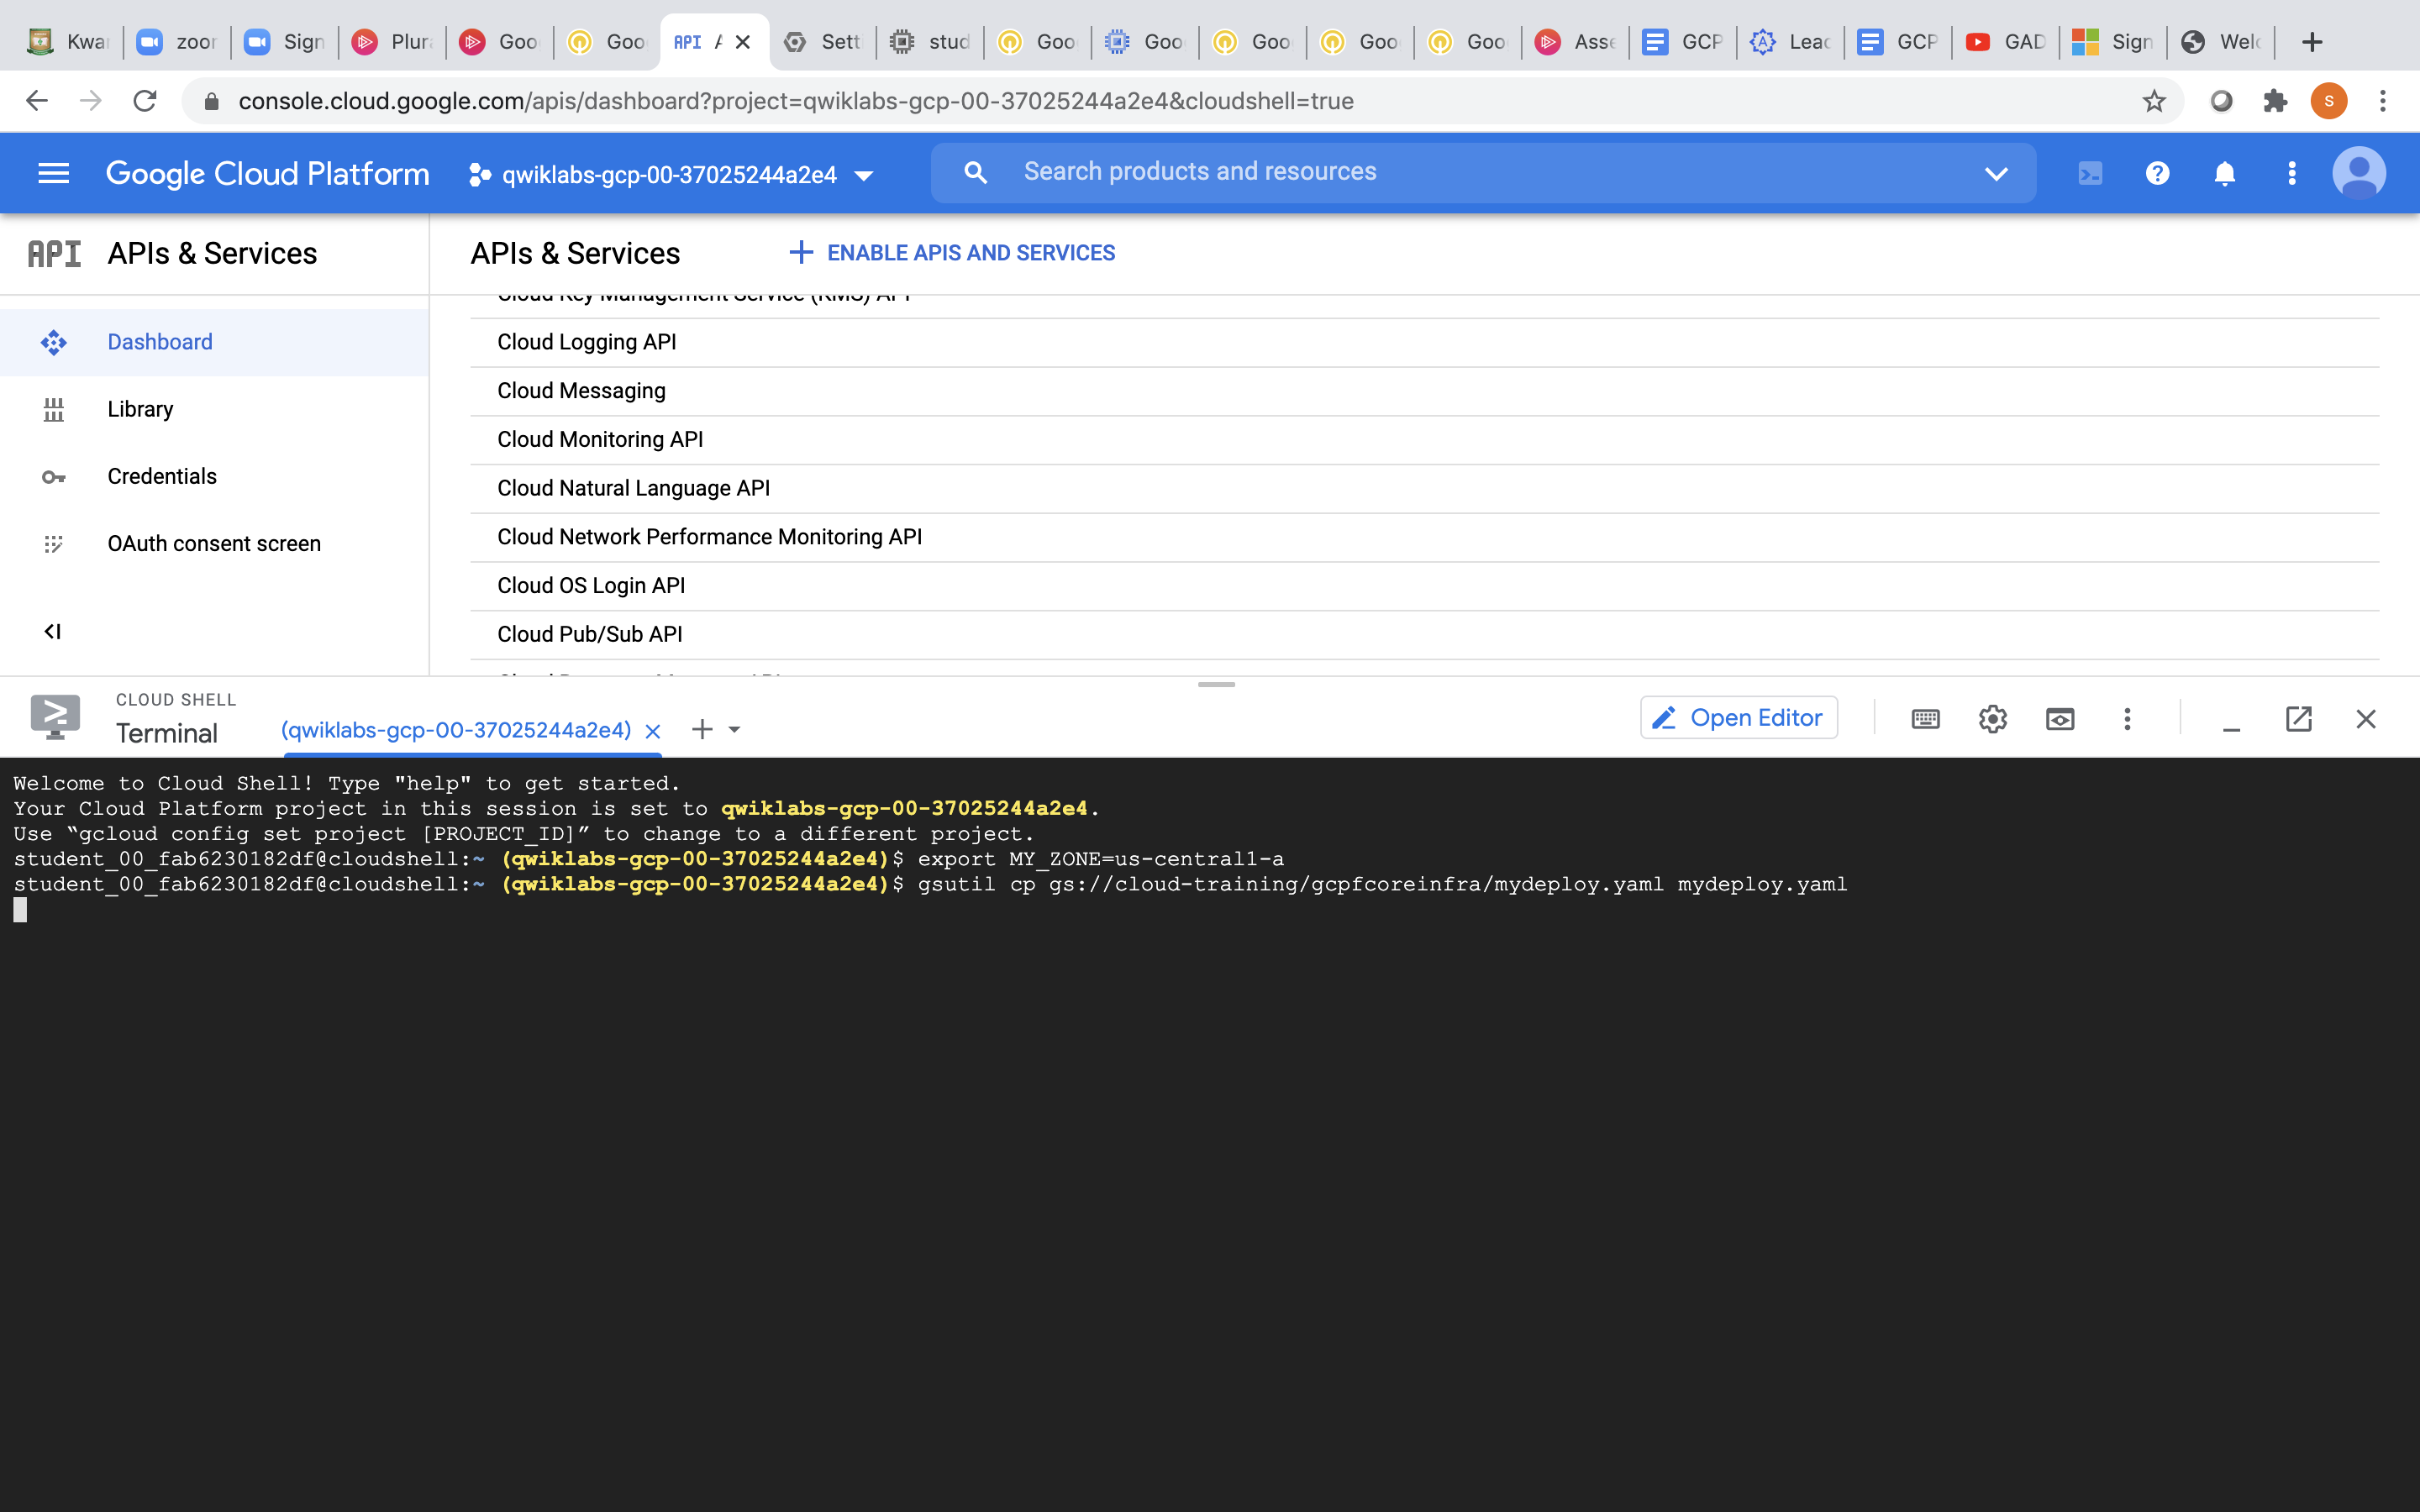 Kwa
zoor
Sign
Plur
Goo
Goo
API
Sett
stud
Goo
Goo
Goo
Goo
Goo
Asse
GCP
Lead
GCP
GAD
Sign
Welc
console.cloud.google.com/apis/dashboard?project=qwiklabs-gcp-00-37025244a2e4&cloudshell=true
S
Google Cloud Platform
qwiklabs-gcp-00-37025244a2e4
Search products and resources
API APIs & Services
APIs & Services
ENABLE APIS AND SERVICES
Dashboard
Library
Credentials
OAuth consent screen
Cloud Key Management Service (KMS) API
Cloud Logging API
Cloud Messaging
Cloud Monitoring API
Cloud Natural Language API
Cloud Network Performance Monitoring API
Cloud OS Login API
Cloud Pub/Sub API
CLOUD SHELL
Terminal
(qwiklabs-gcp-00-37025244a2e4)
Open Editor
Welcome to Cloud Shell! Type "help" to get started.
Your Cloud Platform project in this session is set to qwiklabs-gcp-00-37025244a2e4.
Use “gcloud config set project [PROJECT_ID]” to change to a different project.
student_00_fab6230182df@cloudshell:~ (qwiklabs-gcp-00-37025244a2e4)$ export MY_ZONE=us-central1-a
student_00_fab6230182df@cloudshell:~ (qwiklabs-gcp-00-37025244a2e4)$ gsutil cp gs://cloud-training/gcpfcoreinfra/mydeploy.yaml mydeploy.yaml